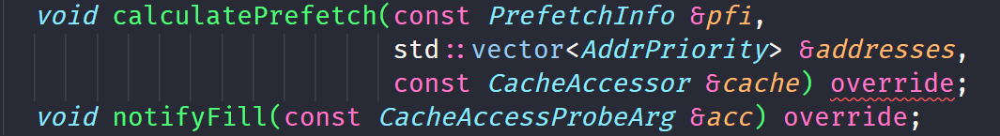 void calculatePrefetch(const PrefetchInfo &pfi,
std::vector<AddrPriority> &addresses,
const CacheAccessor &cache) override;
void notifyFill(const CacheAccessProbeArg &acc) override;